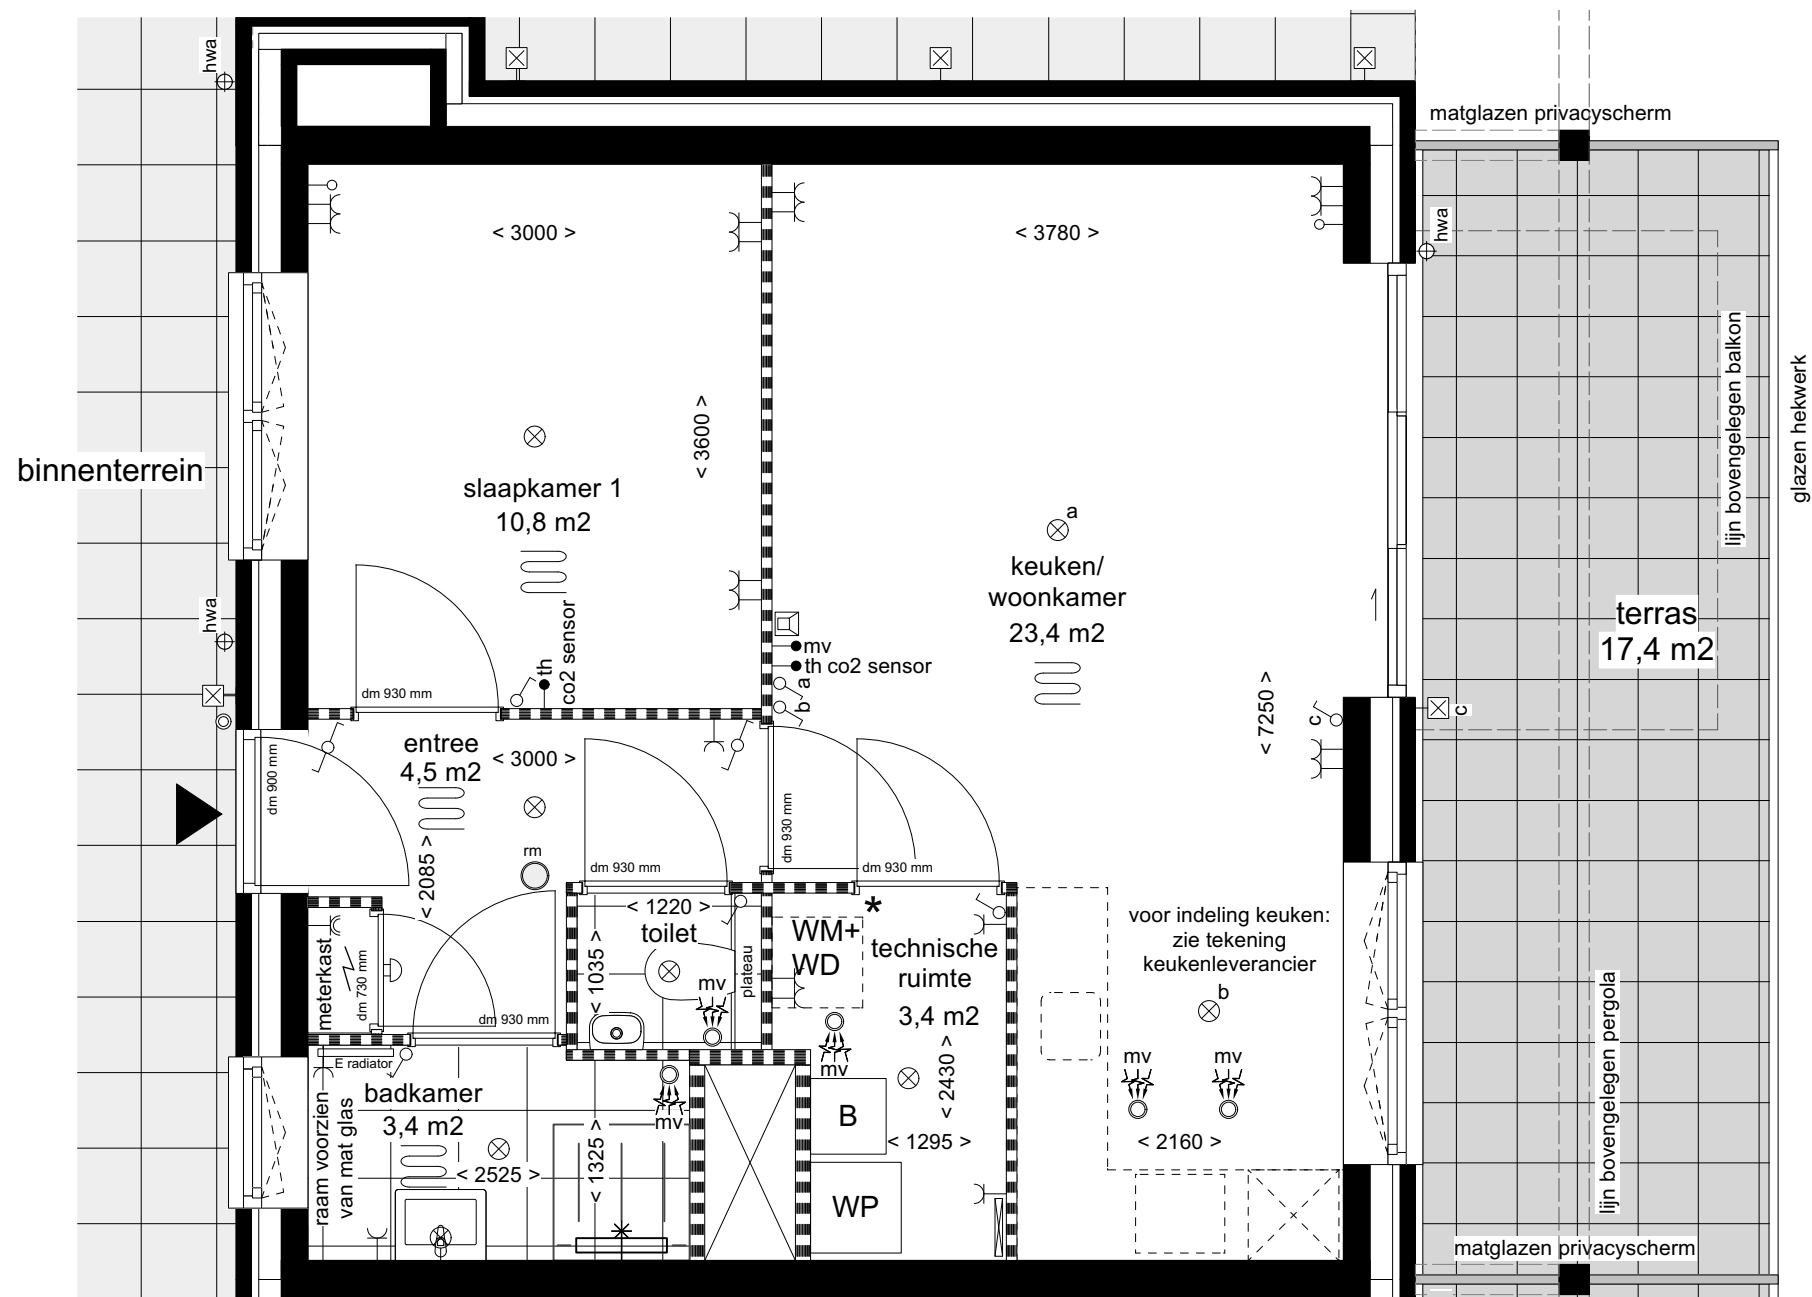 hwa
matglazen privacyscherm
< 3000 >
< 3780 >
hwa
< 3600 >
binnenterrein
slaapkamer 1
10,8 m2
a
keuken/
woonkamer
23,4 m2
lijn bovengelegen balkon
glazen hekwerk
hwa
th
co2 sensor
mv
th co2 sensor
a
b
terras
17,4 m2
dm 930 mm
< 7250 >
c
c
entree
4,5 m2
< 3000 >
dm 900 mm
dm 930 mm
rm
dm 930 mm
dm 930 mm
< 2085 >
< 1220 >
toilet
< 1035 >
plateau
mv
*
WM+
WD
technische
ruimte
3,4 m2
voor indeling keuken:
zie tekening
keukenleverancier
b
meterkast
dm 730 mm
dm 930 mm
E radiator
badkamer
3,4 m2
mv
mv
< 2430 >
mv
mv
raam voorzien
van mat glas
< 2525 >
< 1325 >
B
< 1295 >
< 2160 >
WP
lijn bovengelegen pergola
matglazen privacyscherm